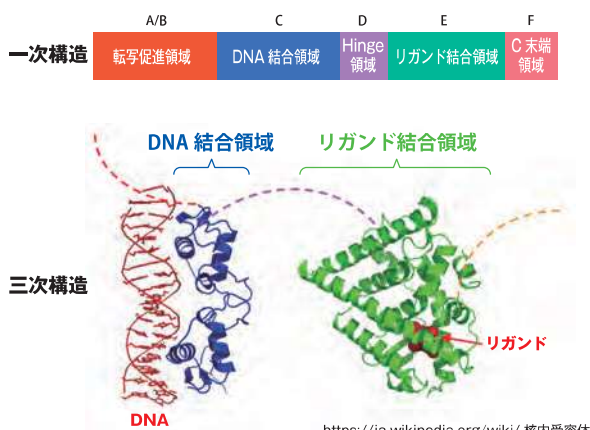 A/B C D E F
一次構造 転写促進領域 DNA 結合領域 Hinge 領域 リガンド結合領域 C 末端 領域
DNA 結合領域 リガンド結合領域
三次構造
リガンド
DNA
https://ja.wikipedia.org/wiki/ 核内受容体